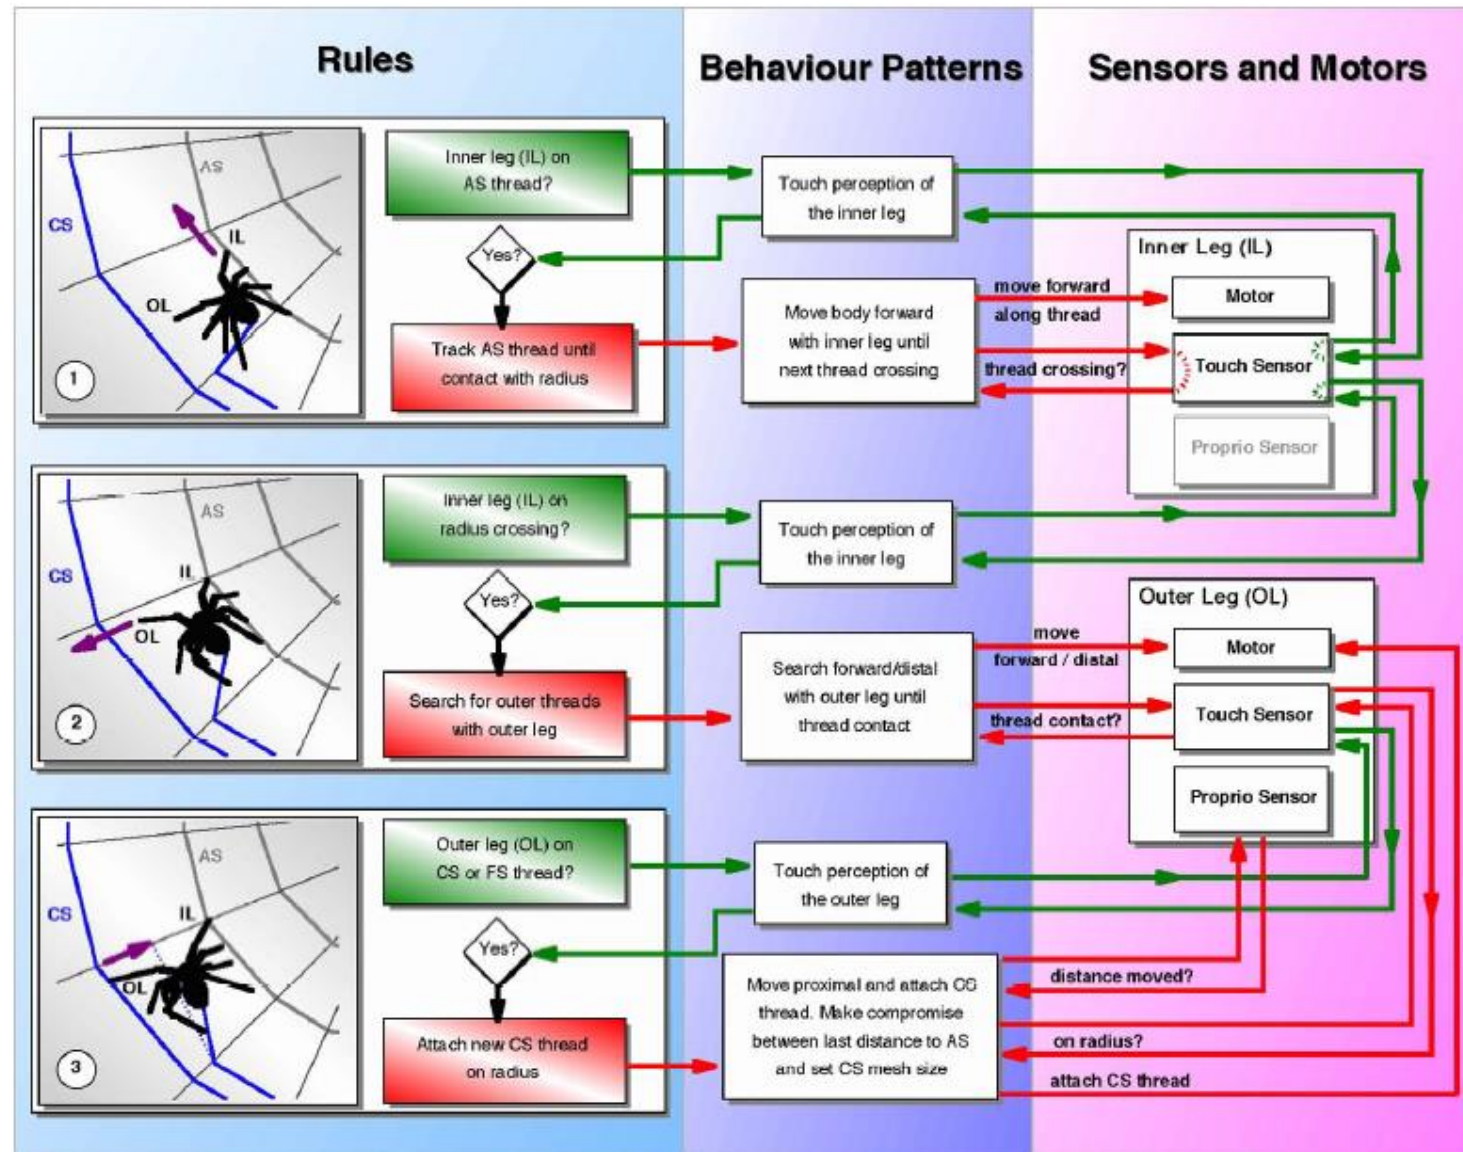 Rules
Behaviour Patterns
Sensors and Motors
AS
CS
IL
OL
1
Inner leg (IL) on
AS thread?
Yes?
Track AS thread until
contact with radius
Touch perception of
the inner leg
Move body forward
with inner leg until
next thread crossing
move forward
along thread
thread crossing?
Inner Leg (IL)
Motor
Touch Sensor
Proprio Sensor
AS
CS
IL
OL
2
Inner leg (IL) on
radius crossing?
Yes?
Search for outer threads
with outer leg
Touch perception of
the inner leg
Search forward/distal
with outer leg until
thread contact
move
forward / distal
thread contact?
Outer Leg (OL)
Motor
Touch Sensor
Proprio Sensor
AS
CS
IL
OL
3
Outer leg (OL) on
CS or FS thread?
Yes?
Attach new CS thread
on radius
Touch perception of
the outer leg
Move proximal and attach CS
thread. Make compromise
between last distance to AS
and set CS mesh size
distance moved?
on radius?
attach CS thread